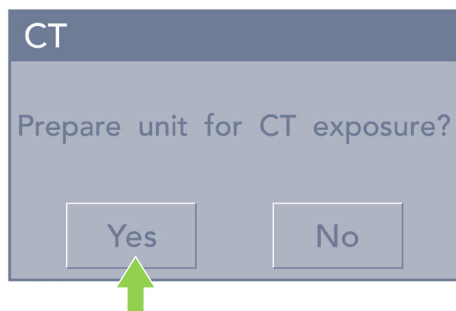 CT
Prepare unit for CT exposure?
Yes No